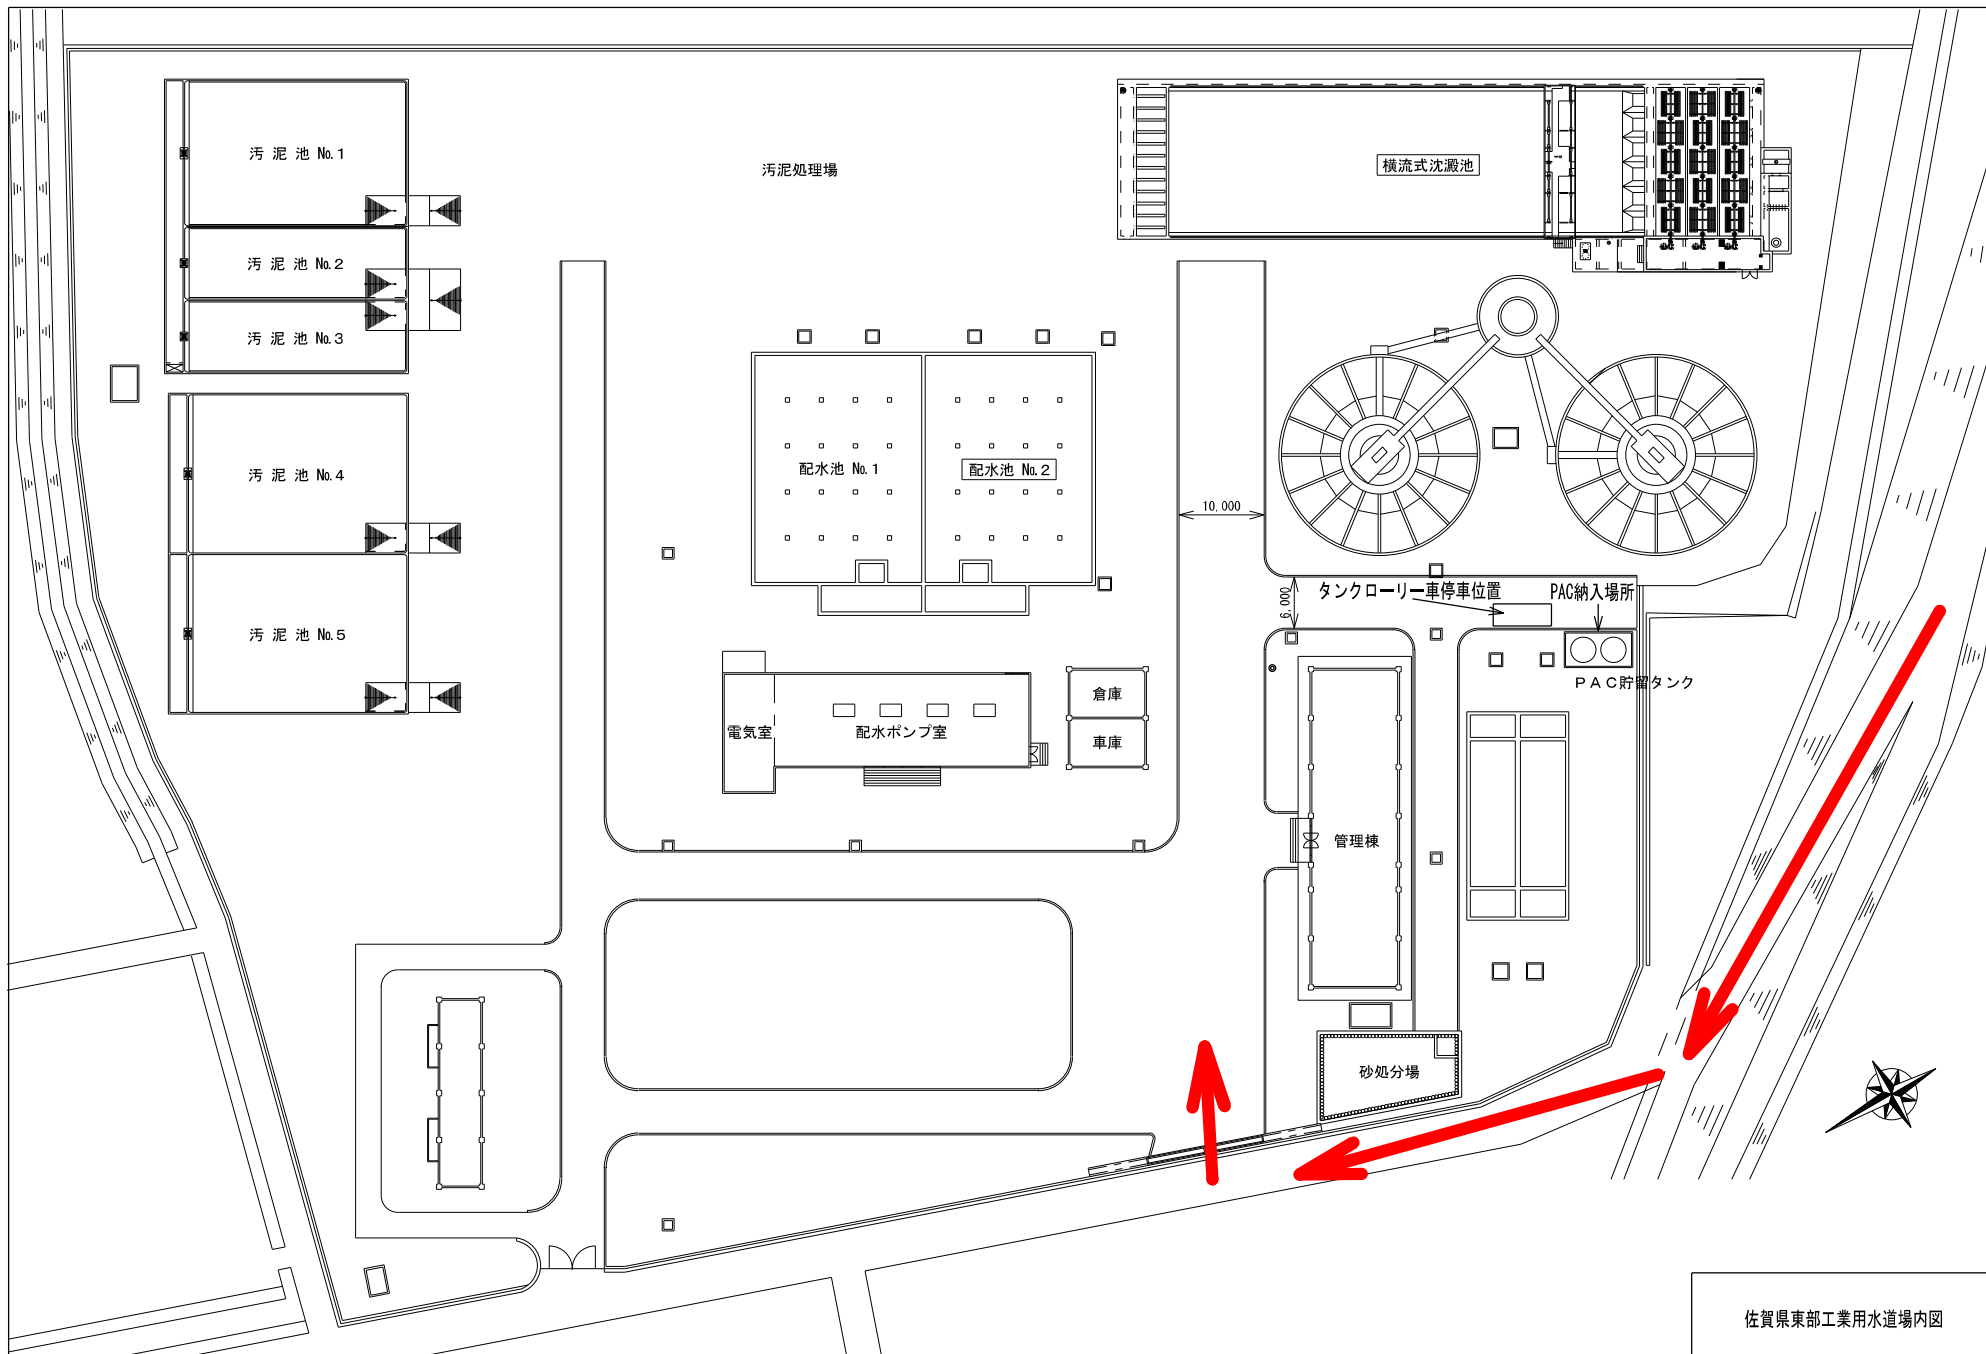 汚泥池 No.1
汚泥処理場
横流式沈澱池
汚泥池 No.2
汚泥池 No.3
汚泥池 No.4
配水池 No.1
配水池 No.2
10,000
タンクローリー車停車位置
PAC納入場所
6,000
汚泥池 No.5
PAC貯留タンク
倉庫
電気室
配水ポンプ室
車庫
管理棟
砂処分場
佐賀県東部工業用水道場内図